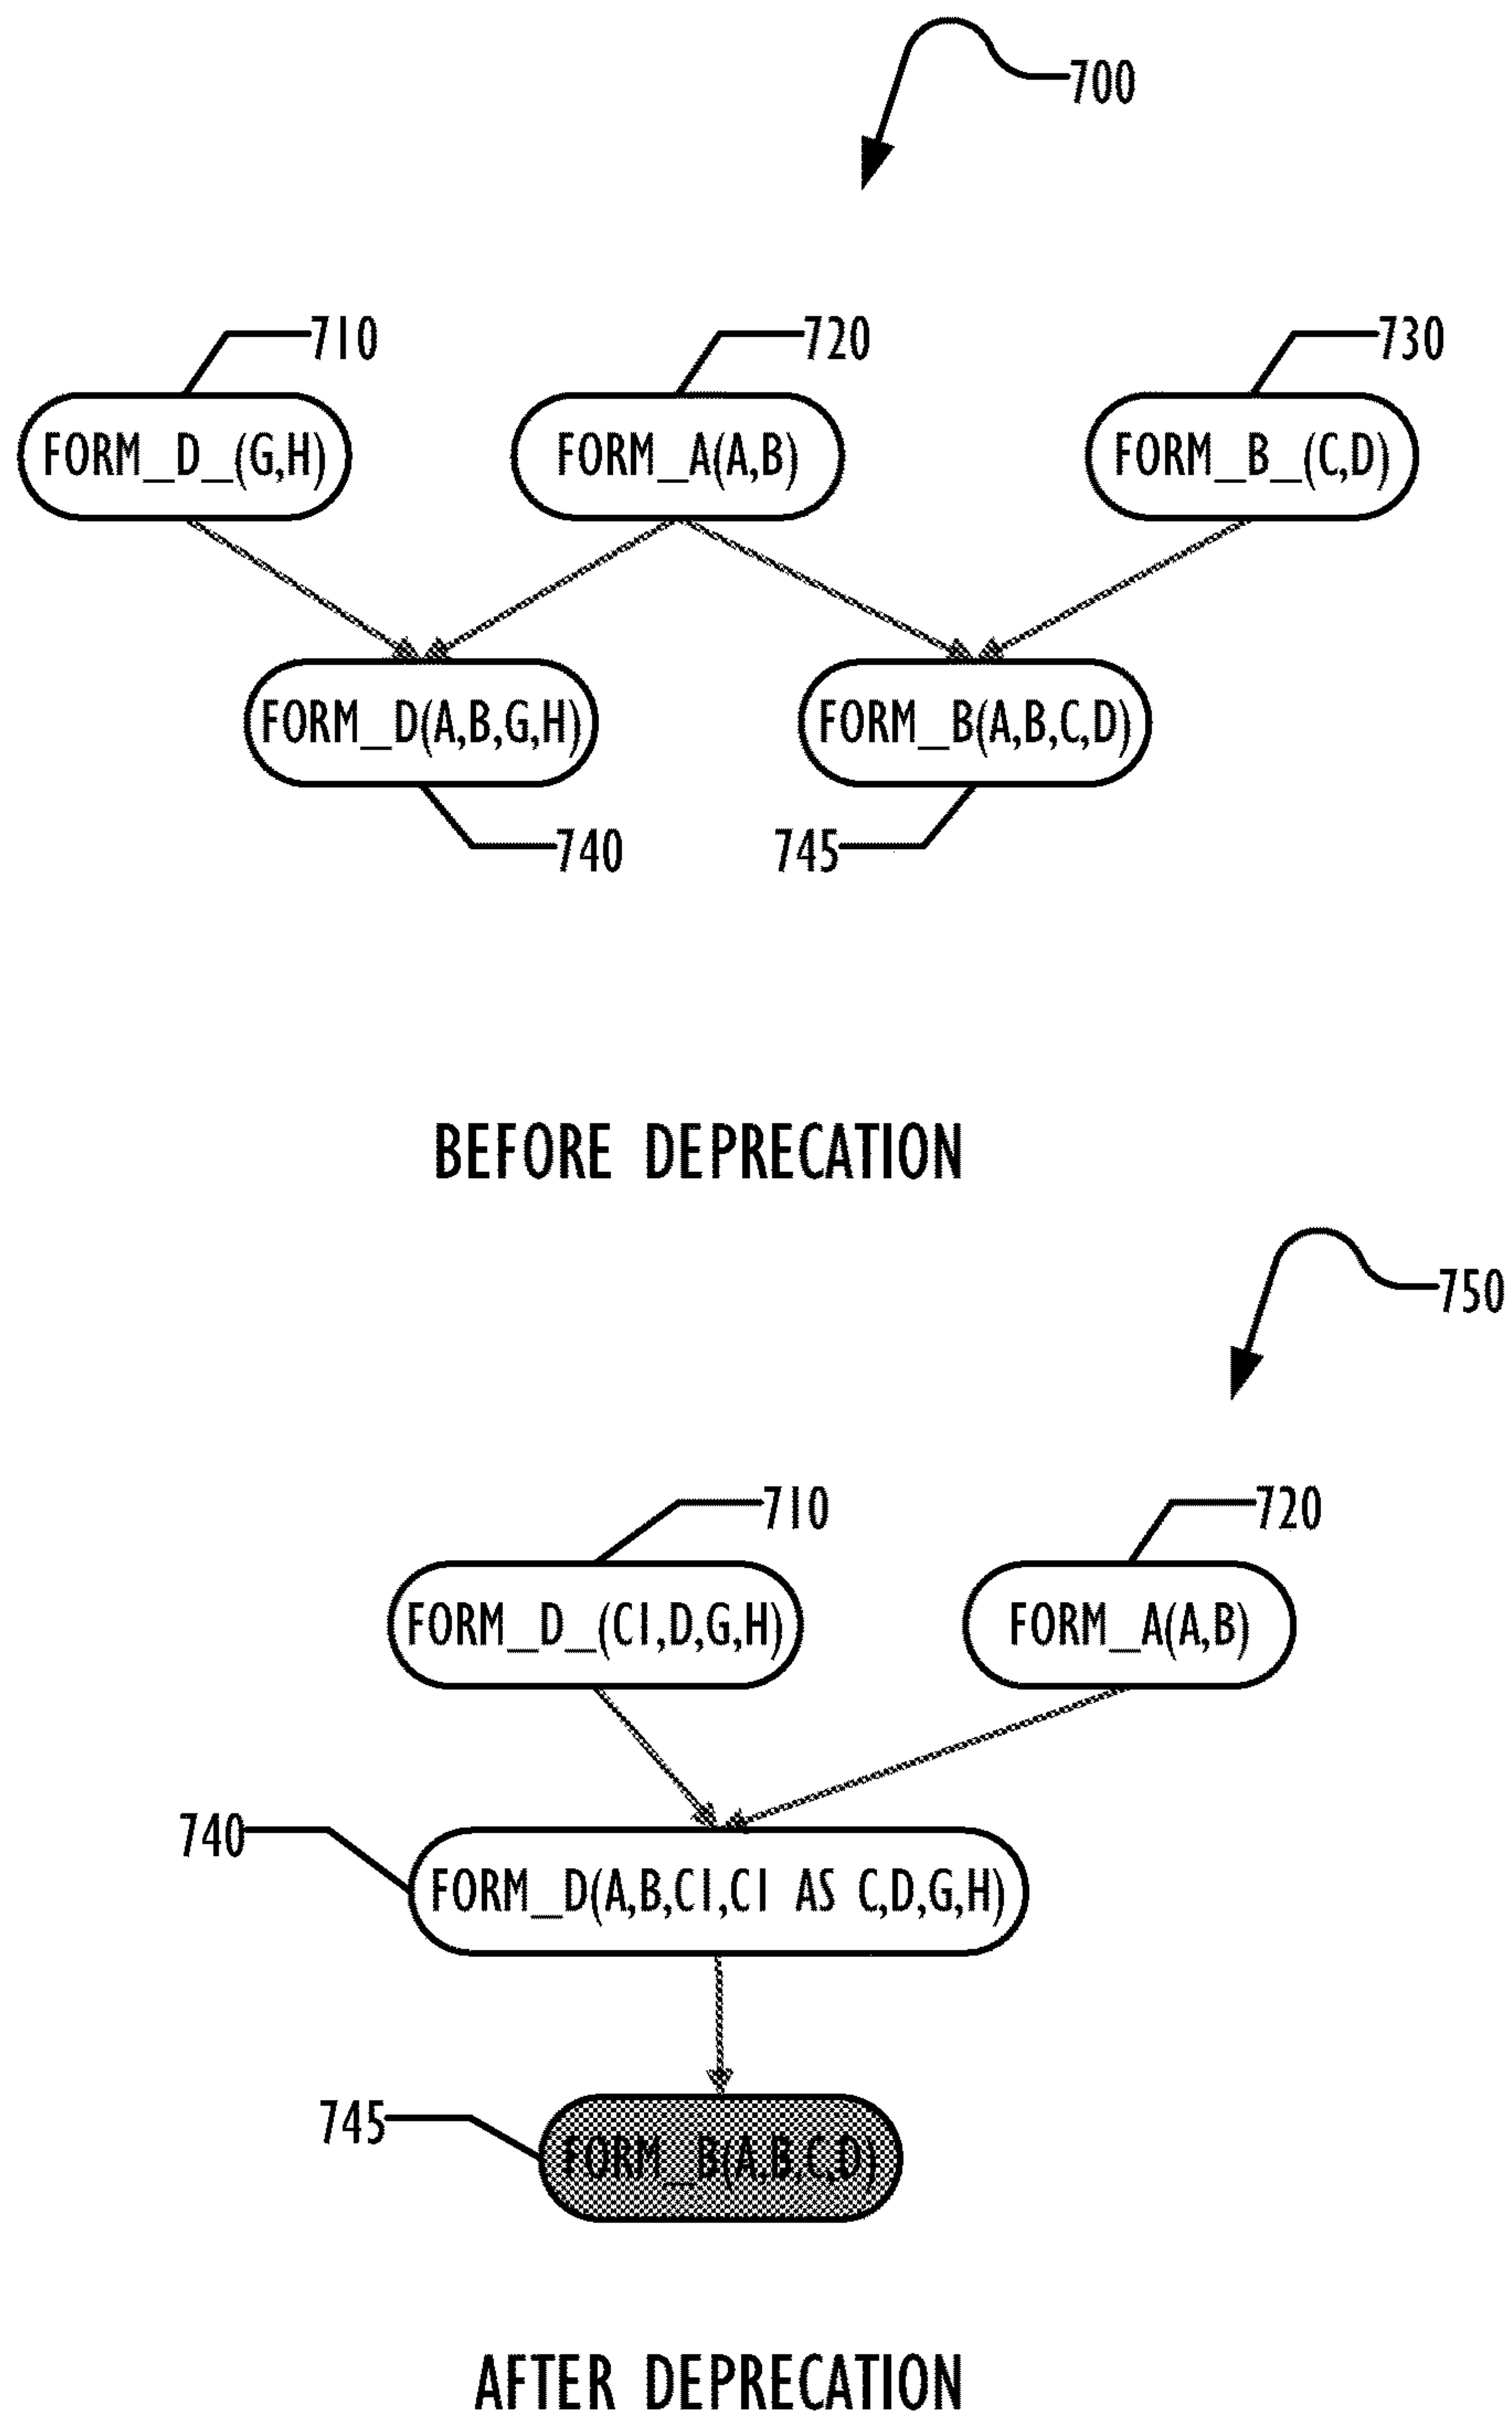 700
710
720
730
FORM_D_(G,H)
FORM_A(A,B)
FORM_B_(C,D)
FORM_D(A,B,G,H)
FORM_B(A,B,C,D)
740
745
BEFORE DEPRECATION
750
710
720
FORM_D_(C1,D,G,H)
FORM_A(A,B)
740
FORM_D(A,B,C1,C1 AS C,D,G,H)
745
FORM_B(A,B,C,D)
AFTER DEPRECATION